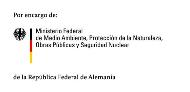 Por encargo de:
Ministerio Federal
de Medio Ambiente, Protección de la Naturaleza,
Obras Públicas y Seguridad Nuclear
de la República Federal de Alemania